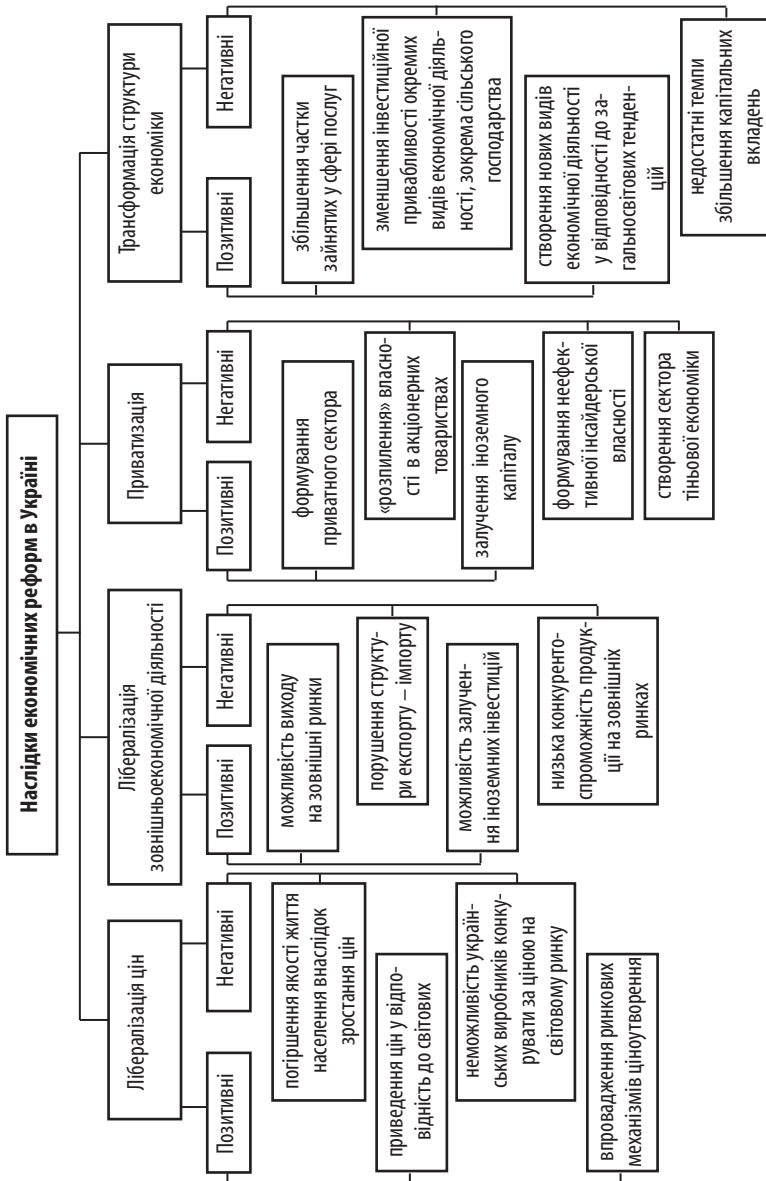 Наслідки економічних реформ в Україні
Лібералізація цін
Позитивні
Негативні
погіршення якості життя
населення внаслідок
зростання цін
приведення цін у відпо-
відність до світових
неможливість україн-
ських виробників конку-
рувати за ціною на
світовому ринку
впровадження ринкових
механізмів ціноутворення
Лібералізація
зовнішньоекономічної діяльності
Позитивні
Негативні
можливість виходу
на зовнішні ринки
порушення структу-
ри експорту – імпорту
можливість залучен-
ня іноземних інвестицій
низька конкуренто-
спроможність продук-
ції на зовнішніх
ринках
Приватизація
Позитивні
Негативні
формування
приватного сектора
«розпилення» власно-
сті в акціонерних
товариствах
залучення іноземного
капіталу
формування неефек-
тивної інсайдерської
власності
створення сектора
тіньової економіки
Трансформація структури
економіки
Позитивні
Негативні
збільшення частки
зайнятих у сфері послуг
зменшення інвестиційної
привабливості окремих
видів економічної діяль-
ності, зокрема сільського
господарства
створення нових видів
економічної діяльності
у відповідності до за-
гальносвітових тенден-
цій
недостатні темпи
збільшення капітальних
вкладень